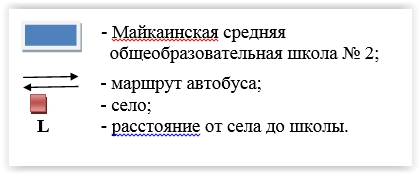 - Майкаинская средняя
общеобразовательная школа № 2;
- маршрут автобуса;
- село;
L - расстояние от села до школы.